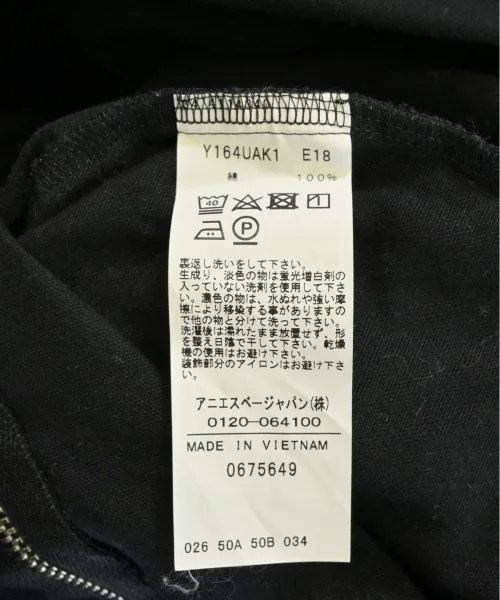 Y164UAK1 E18
綿 100%
40
P
裏返し洗いをして下さい。
生成り、淡色の物は蛍光増白剤の
入っていない洗剤を使用して下さ
い。濃色の物は、水ぬれや強い摩
擦により移染する事がありますの
で他の物と分けて洗って下さい。
洗濯後は濡れたまま放置せず、形
を整え日陰で干して下さい。乾燥
機の使用はお避け下さい。
装飾部分のアイロンはお避け下さ
い。
アニエスベージャパン(株)
0120-064100
MADE IN VIETNAM
0675649
026 50A 50B 034